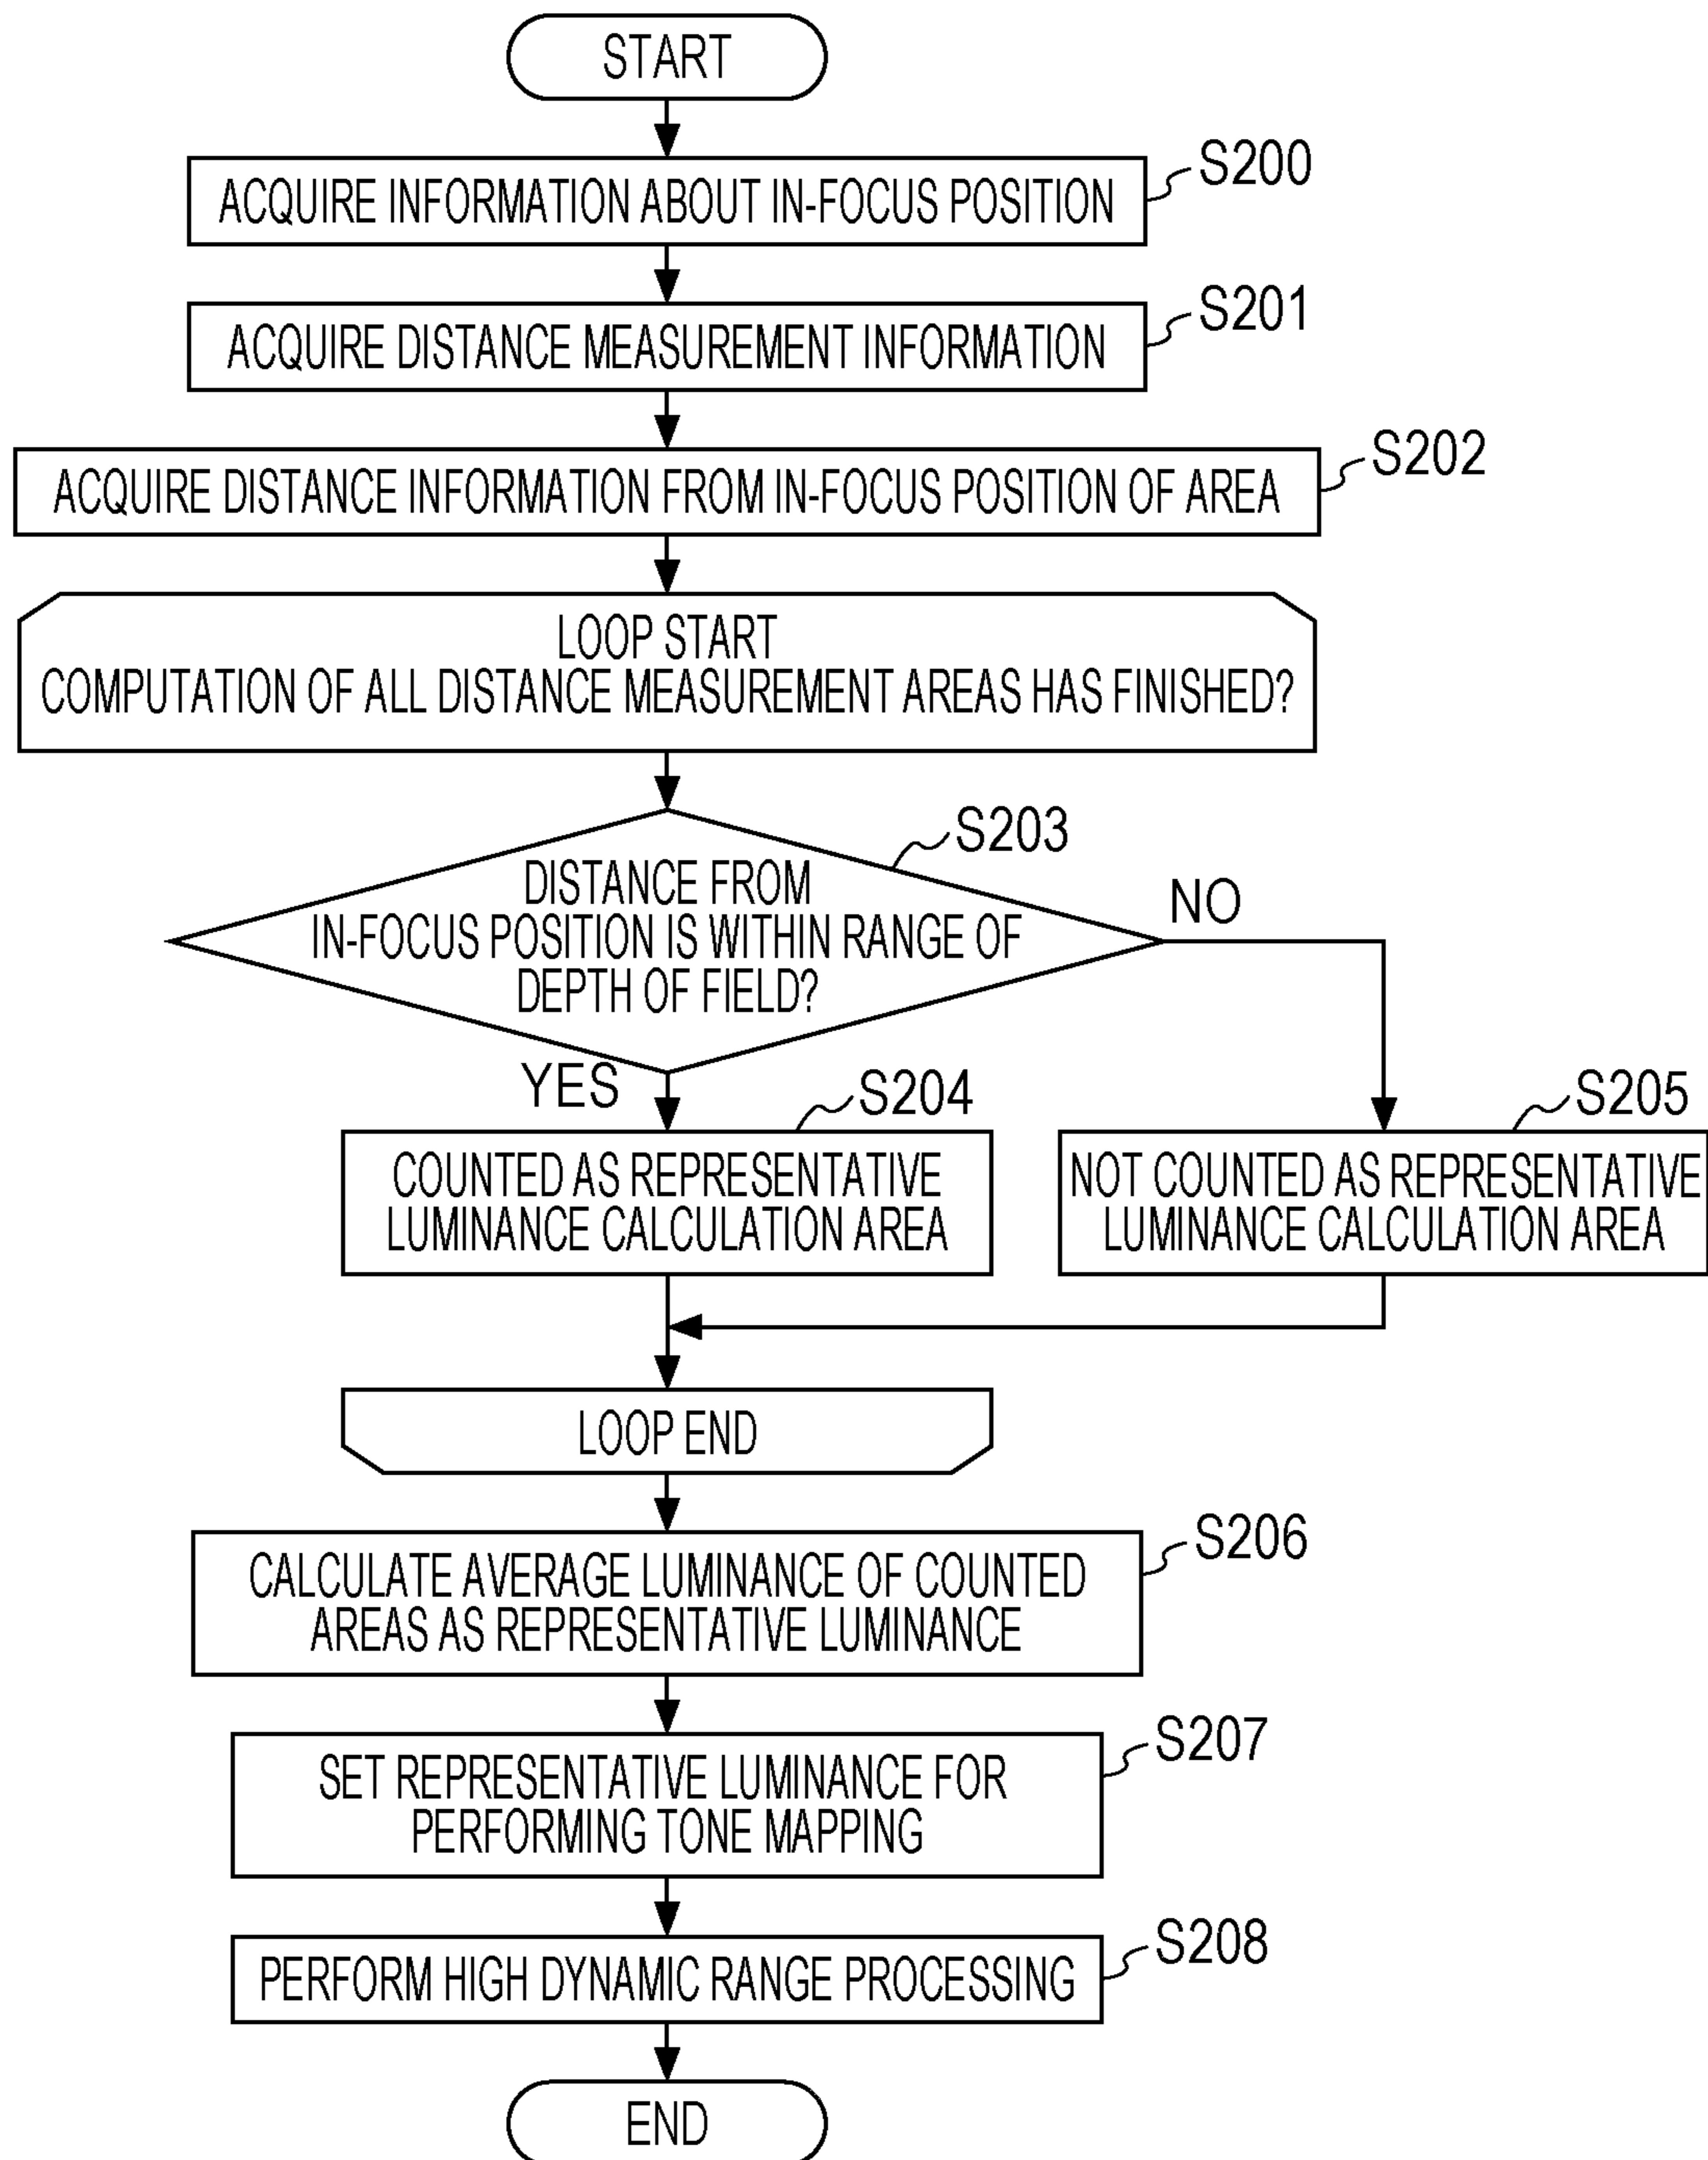 START
S200
ACQUIRE INFORMATION ABOUT IN-FOCUS POSITION
S201
ACQUIRE DISTANCE MEASUREMENT INFORMATION
S202
ACQUIRE DISTANCE INFORMATION FROM IN-FOCUS POSITION OF AREA
LOOP START
COMPUTATION OF ALL DISTANCE MEASUREMENT AREAS HAS FINISHED?
S203
DISTANCE FROM
IN-FOCUS POSITION IS WITHIN RANGE OF
DEPTH OF FIELD?
NO
YES
S204
COUNTED AS REPRESENTATIVE
LUMINANCE CALCULATION AREA
S205
NOT COUNTED AS REPRESENTATIVE
LUMINANCE CALCULATION AREA
LOOP END
S206
CALCULATE AVERAGE LUMINANCE OF COUNTED
AREAS AS REPRESENTATIVE LUMINANCE
S207
SET REPRESENTATIVE LUMINANCE FOR
PERFORMING TONE MAPPING
S208
PERFORM HIGH DYNAMIC RANGE PROCESSING
END